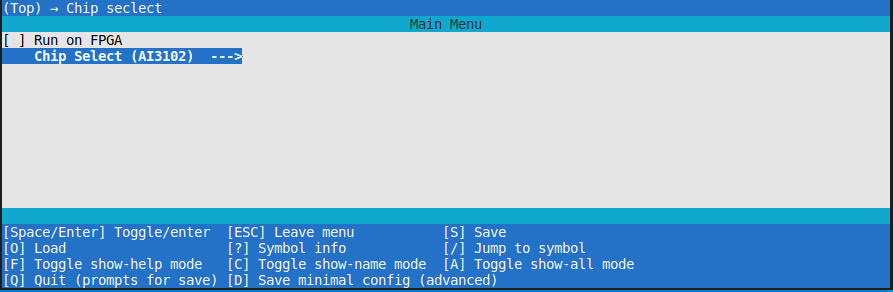 (Top) → Chip seclect
Main Menu
[ ] Run on FPGA
Chip Select (AI3102) --->
[Space/Enter] Toggle/enter [ESC] Leave menu [S] Save
[O] Load [?] Symbol info [/] Jump to symbol
[F] Toggle show-help mode [C] Toggle show-name mode [A] Toggle show-all mode
[Q] Quit (prompts for save) [D] Save minimal config (advanced)